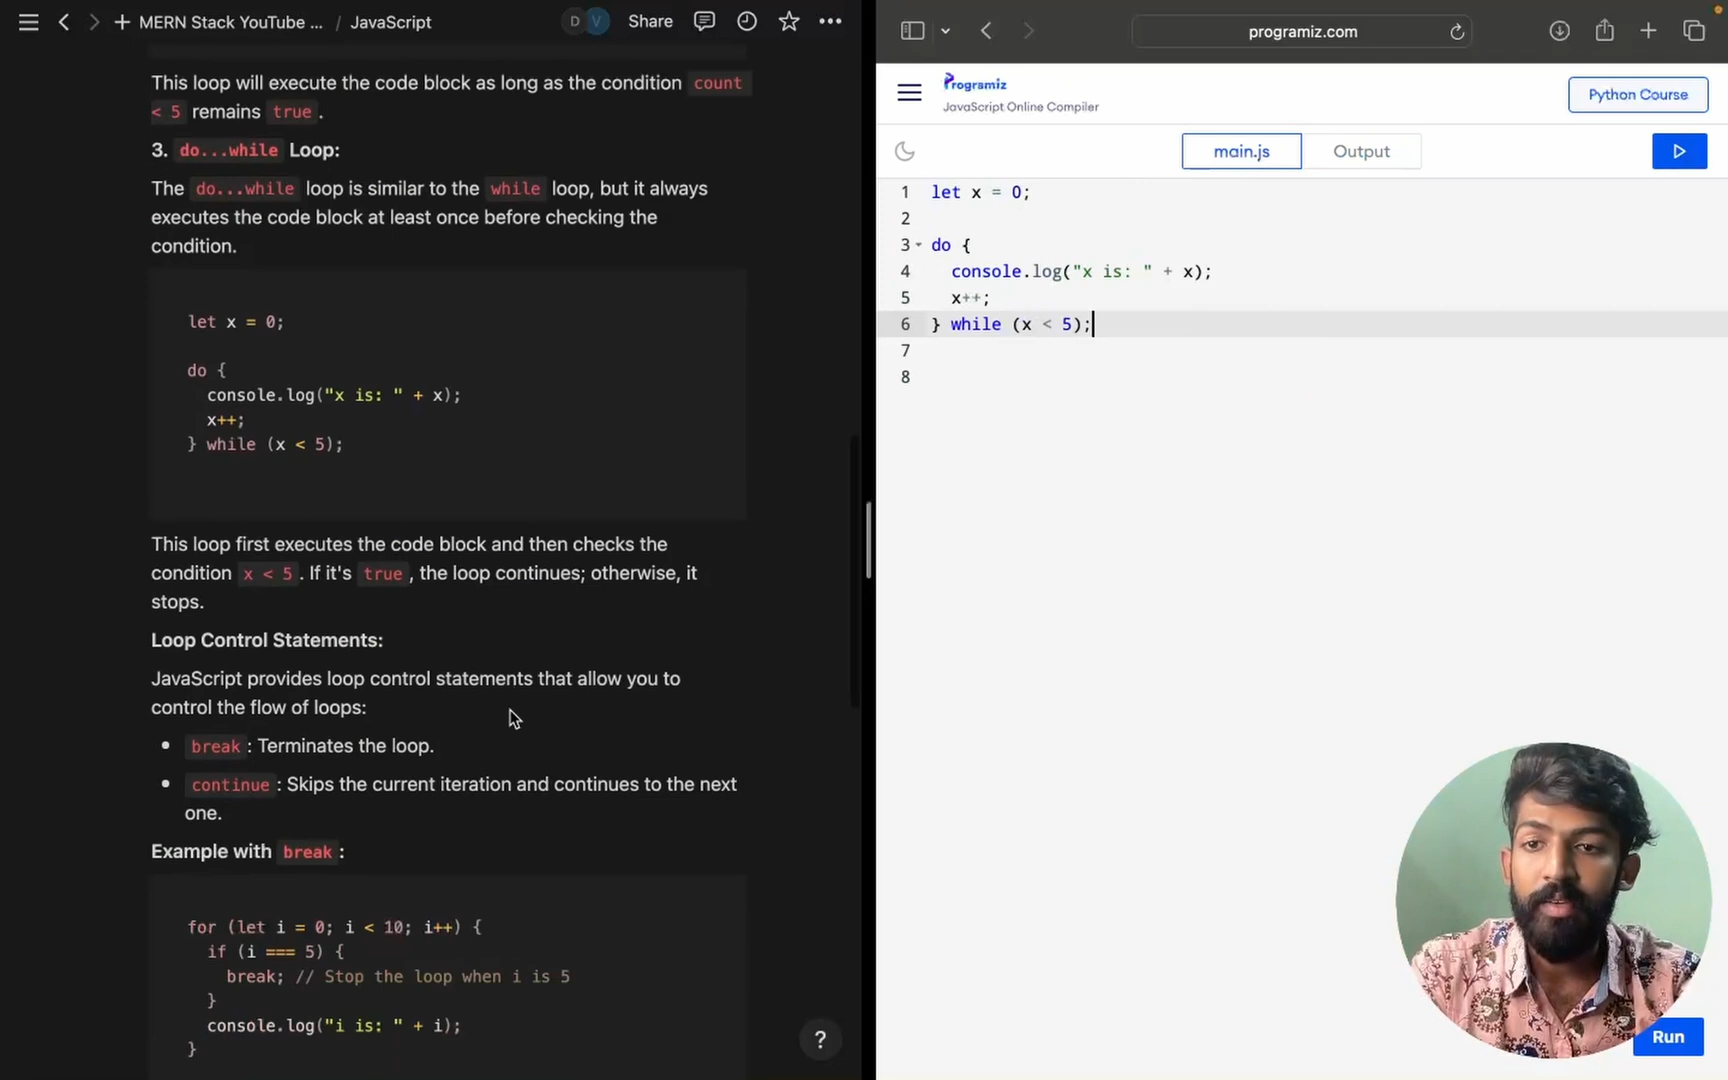 MERN Stack YouTube ... / JavaScript
D V Share
This loop will execute the code block as long as the condition count
< 5 remains true.
3. do...while Loop:
The do...while loop is similar to the while loop, but it always
executes the code block at least once before checking the
condition.
let x = 0;
do {
console.log("x is: " + x);
x++;
} while (x < 5);
This loop first executes the code block and then checks the
condition x < 5. If it's true, the loop continues; otherwise, it
stops.
Loop Control Statements:
JavaScript provides loop control statements that allow you to
control the flow of loops:
• break: Terminates the loop.
• continue: Skips the current iteration and continues to the next
one.
Example with break:
for (let i = 0; i < 10; i++) {
if (i === 5) {
break; // Stop the loop when i is 5
}
console.log("i is: " + i);
}
?
programiz.com
Programiz
JavaScript Online Compiler
Python Course
main.js Output
1 let x = 0;
2
3 do {
4 console.log("x is: " + x);
5 x++;
6 } while (x < 5);
7
8
Run